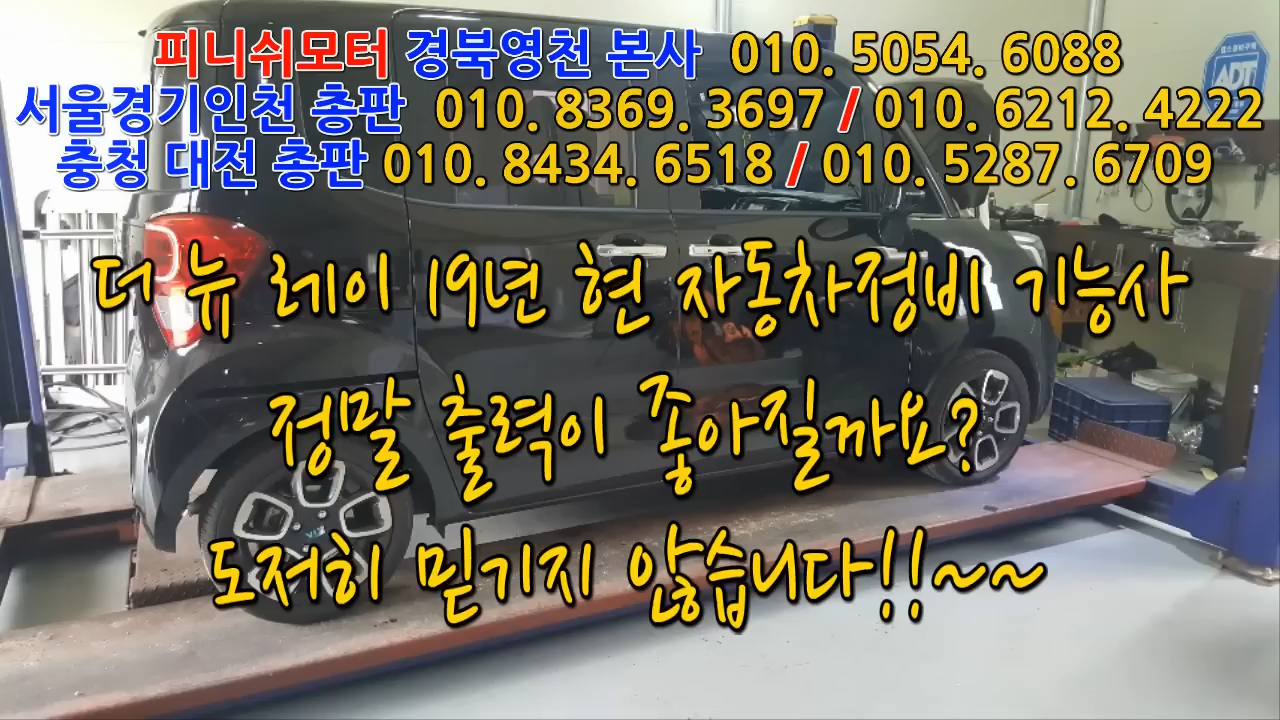 피니쉬모터 경북영천 본사 010. 5054. 6088
서울경기인천 총판 010. 8369. 3697 / 010. 6212. 4222
충청 대전 총판 010. 8434. 6518 / 010. 5287. 6709
ADT
더 뉴 레이 19년 현 자동차정비 기능사
정말 출력이 좋아질까요?
도저히 믿기지 않습니다!!~~